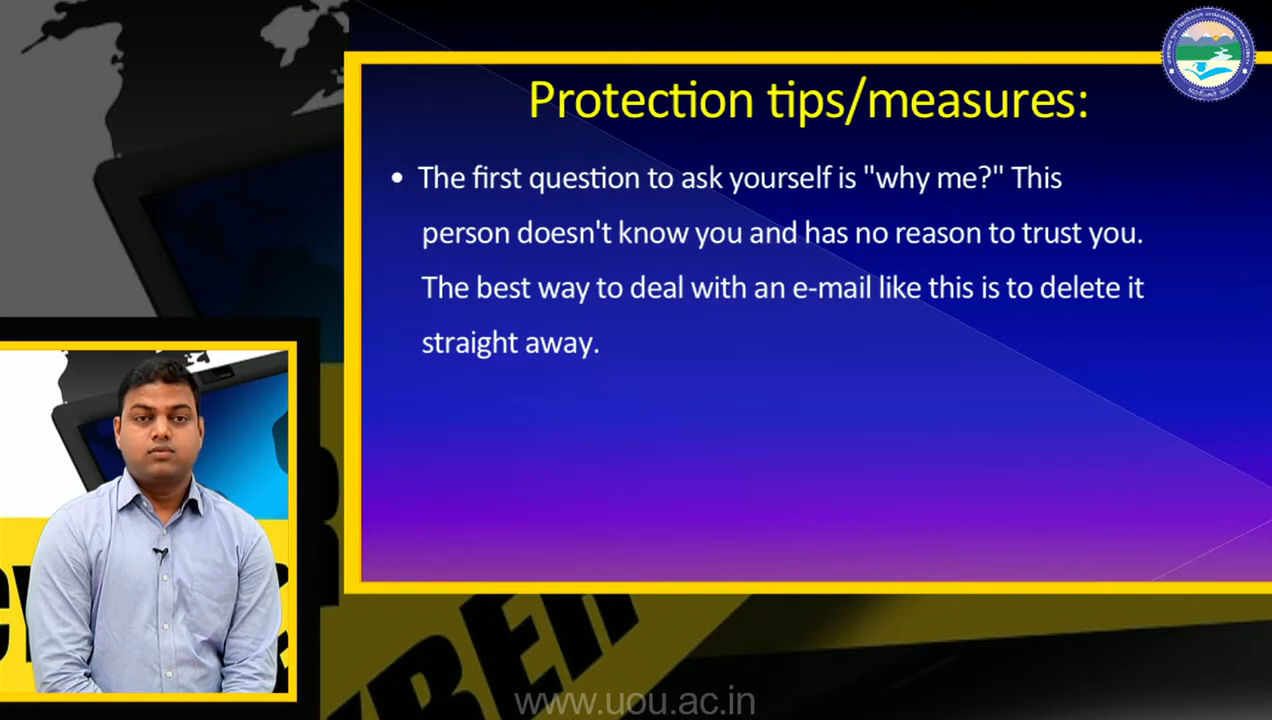 Protection tips/measures:
• The first question to ask yourself is "why me?" This
person doesn't know you and has no reason to trust you.
The best way to deal with an e-mail like this is to delete it
straight away.
www.uou.ac.in